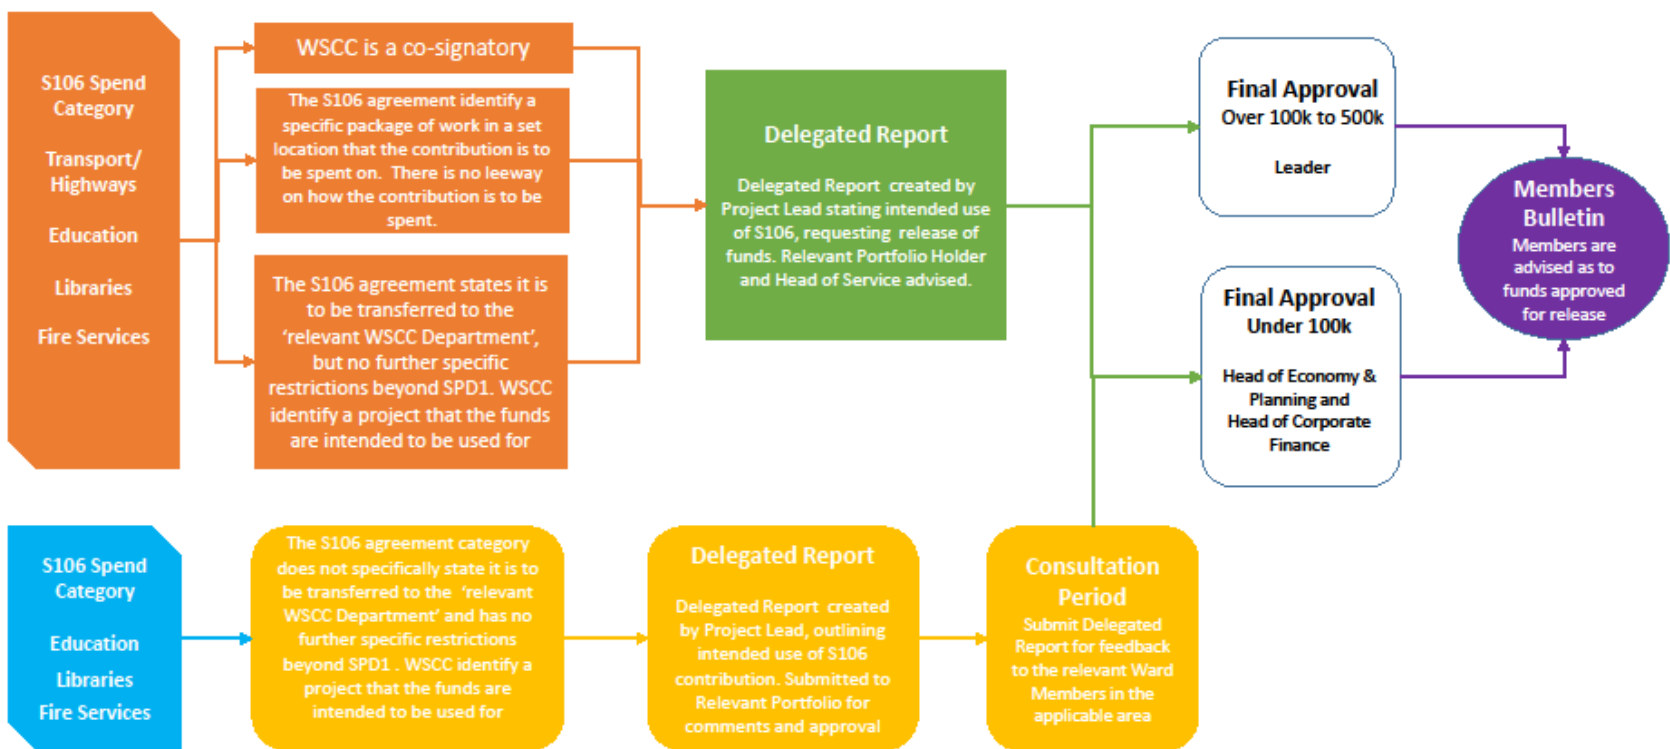 S106 Spend
Category
Transport/
Highways
Education
Libraries
Fire Services
WSCC is a co-signatory
The S106 agreement identify a
specific package of work in a set
location that the contribution is to
be spent on. There is no leeway
on how the contribution is to be
spent.
The S106 agreement states it is
to be transferred to the
‘relevant WSCC Department’,
but no further specific
restrictions beyond SPD1. WSCC
identify a project that the funds
are intended to be used for
Delegated Report
Delegated Report created by
Project Lead stating intended use
of S106, requesting release of
funds. Relevant Portfolio Holder
and Head of Service advised.
Final Approval
Over 100k to 500k
Leader
Final Approval
Under 100k
Head of Economy &
Planning and
Head of Corporate
Finance
Members
Bulletin
Members are
advised as to
funds approved
for release
S106 Spend
Category
Education
Libraries
Fire Services
The S106 agreement category
does not specifically state it is to
be transferred to the ‘relevant
WSCC Department’ and has no
further specific restrictions
beyond SPD1 . WSCC identify a
project that the funds are
intended to be used for
Delegated Report
Delegated Report created
by Project Lead, outlining
intended use of S106
contribution. Submitted to
Relevant Portfolio for
comments and approval
Consultation
Period
Submit Delegated
Report for feedback
to the relevant Ward
Members in the
applicable area